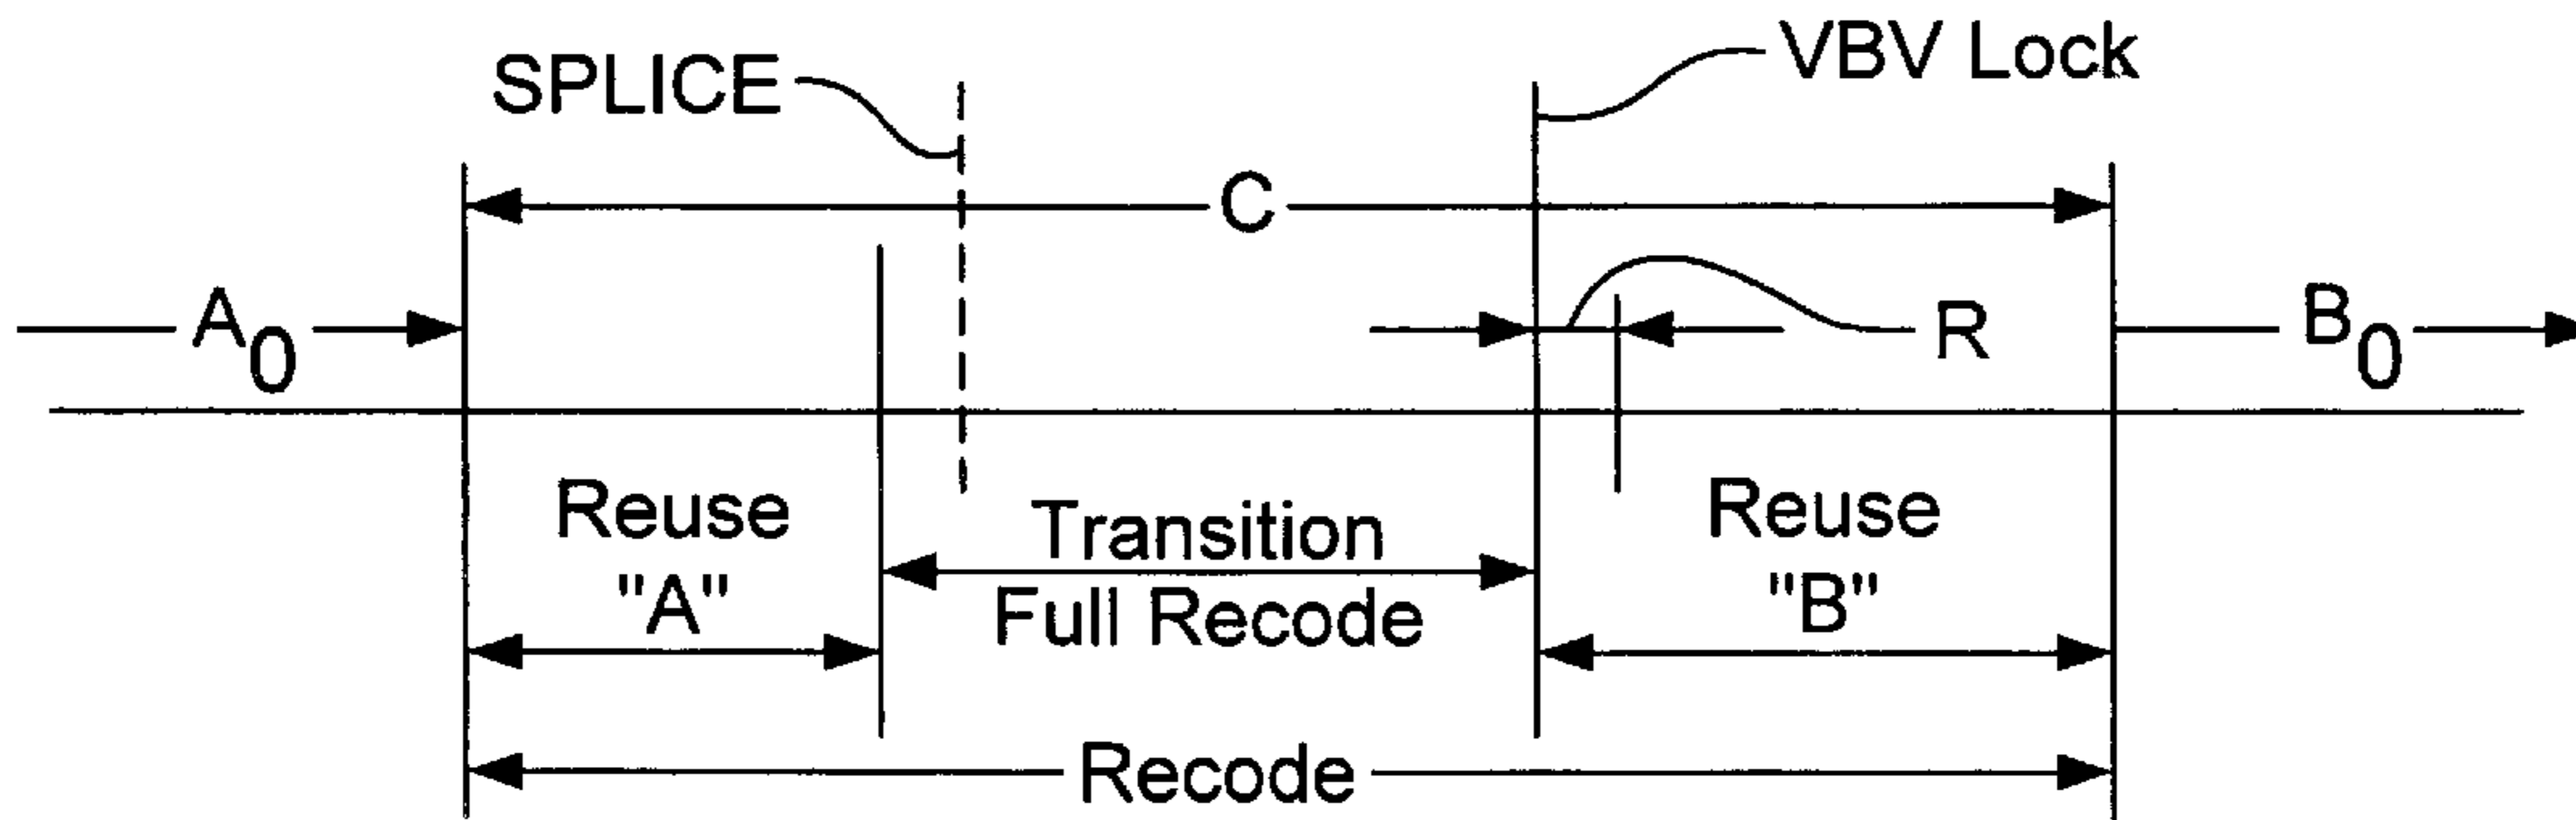 SPLICE
VBV Lock
C
A0
R
B0
Reuse
"A"
Transition
Full Recode
Reuse
"B"
Recode